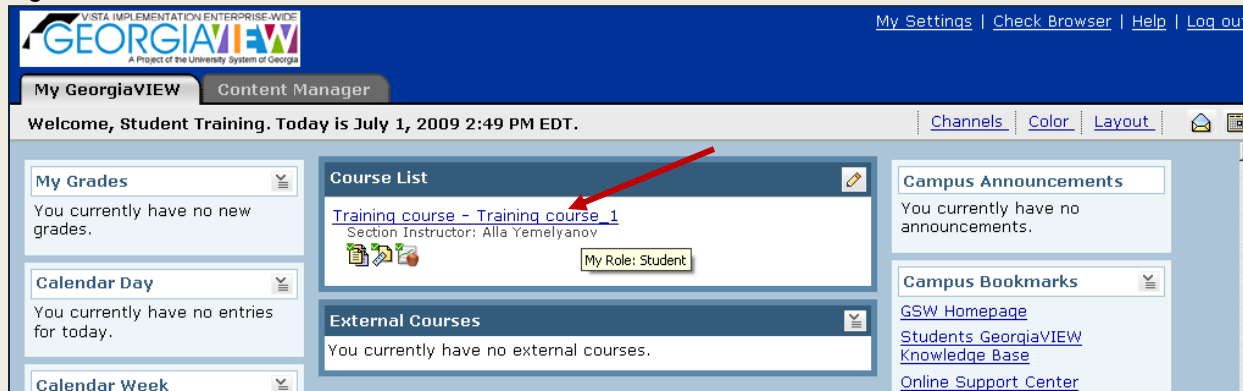 VISTA IMPLEMENTATION ENTERPRISE-WIDE
GEORGIAVIEW
A Project of the University System of Georgia
My Settings | Check Browser | Help | Log ou
My GeorgiaVIEW
Content Manager
Welcome, Student Training. Today is July 1, 2009 2:49 PM EDT.
Channels
Color
Layout
My Grades
You currently have no new
grades.
Calendar Day
You currently have no entries
for today.
Calendar Week
Course List
Training course - Training course_1
Section Instructor: Alla Yemelyanov
My Role: Student
External Courses
You currently have no external courses.
Campus Announcements
You currently have no
announcements.
Campus Bookmarks
GSW Homepage
Students GeorgiaVIEW
Knowledge Base
Online Support Center